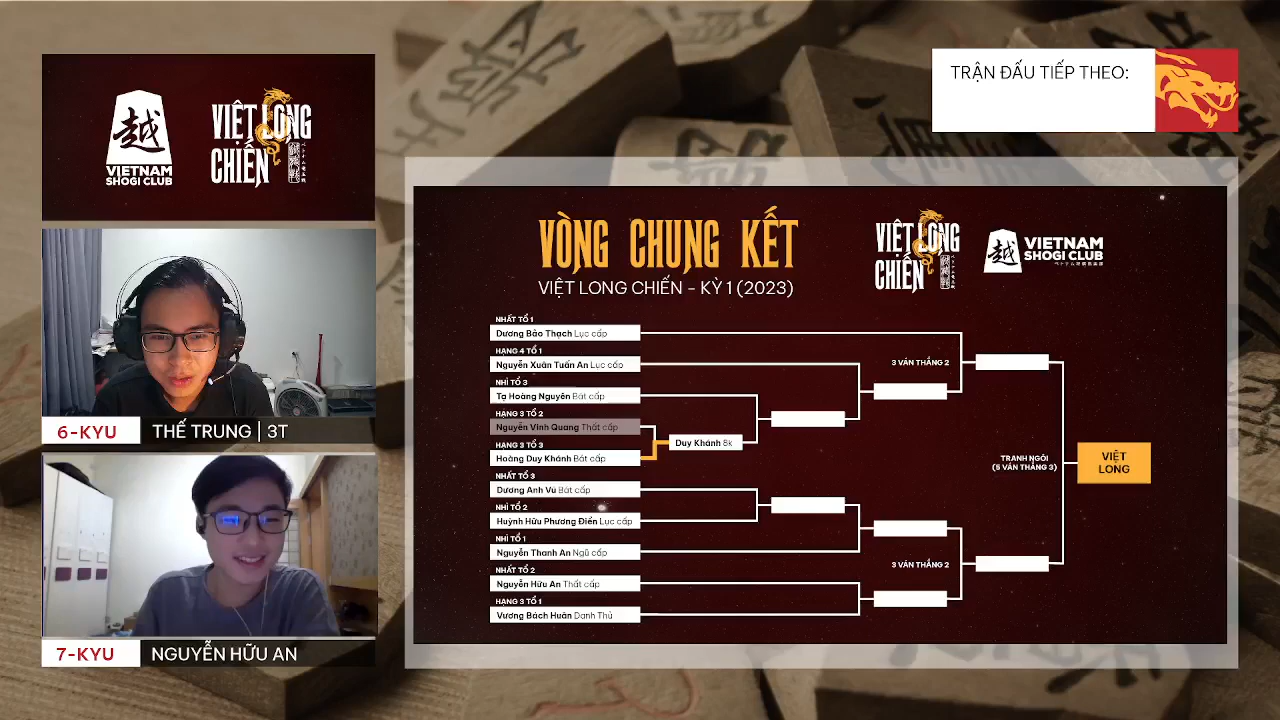 越
VIETNAM
SHOGI CLUB
VIỆT LONG
CHIẾN
6-KYU
THẾ TRUNG | 3T
7-KYU
NGUYỄN HỮU AN
TRẬN ĐẤU TIẾP THEO:
VÒNG CHUNG KẾT
VIỆT LONG CHIẾN - KỲ 1 (2023)
VIỆT LONG
CHIẾN
越
VIETNAM
SHOGI CLUB
NHẤT TỔ 1
Dương Bảo Thạch Lục cấp
HẠNG 4 TỔ 1
Nguyễn Xuân Tuấn An Lục cấp
NHÌ TỔ 3
Tạ Hoàng Nguyên Bát cấp
HẠNG 3 TỔ 2
Nguyễn Vinh Quang Thất cấp
HẠNG 3 TỔ 3
Hoàng Duy Khánh Bát cấp
Duy Khánh 8k
NHẤT TỔ 3
Dương Anh Vũ Bát cấp
NHÌ TỔ 2
Huỳnh Hữu Phương Điền Lục cấp
NHÌ TỔ 1
Nguyễn Thanh An Ngũ cấp
NHẤT TỔ 2
Nguyễn Hữu An Thất cấp
HẠNG 3 TỔ 1
Vương Bách Huân Danh Thủ
3 VÁN THẮNG 2
3 VÁN THẮNG 2
TRANH NGÔI
(5 VÁN THẮNG 3)
VIỆT
LONG